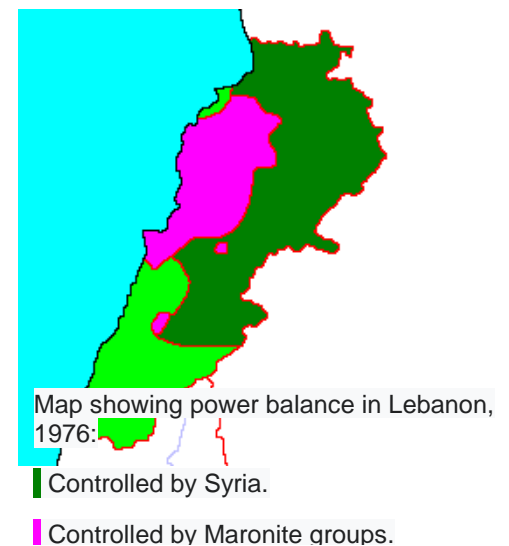 Map showing power balance in Lebanon,
1976:
Controlled by Syria.
Controlled by Maronite groups.